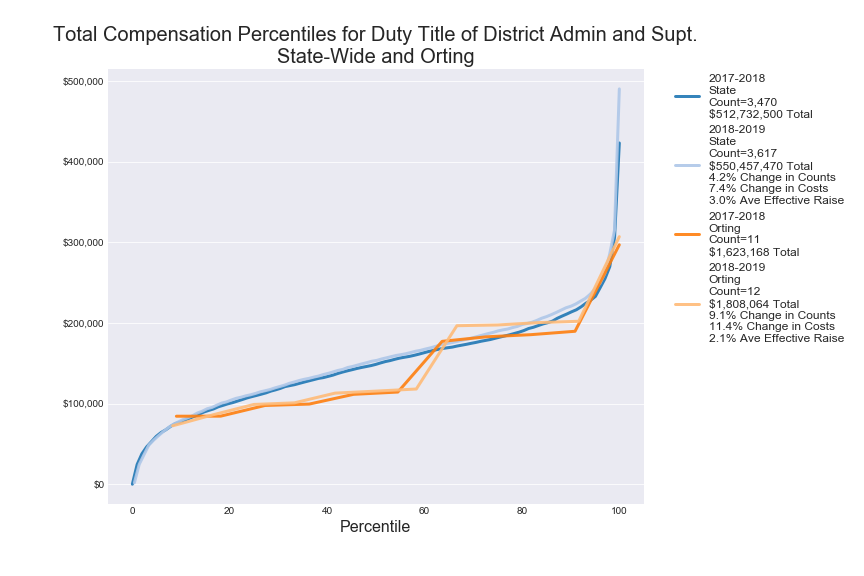 Total Compensation Percentiles for Duty Title of District Admin and Supt.
State-Wide and Orting
$500,000
$400,000
$300,000
$200,000
$100,000
$0
0
20
40
60
80
100
Percentile
2017-2018
State
Count=3,470
$512,732,500 Total
2018-2019
State
Count=3,617
$550,457,470 Total
4.2% Change in Counts
7.4% Change in Costs
3.0% Ave Effective Raise
2017-2018
Orting
Count=11
$1,623,168 Total
2018-2019
Orting
Count=12
$1,808,064 Total
9.1% Change in Counts
11.4% Change in Costs
2.1% Ave Effective Raise